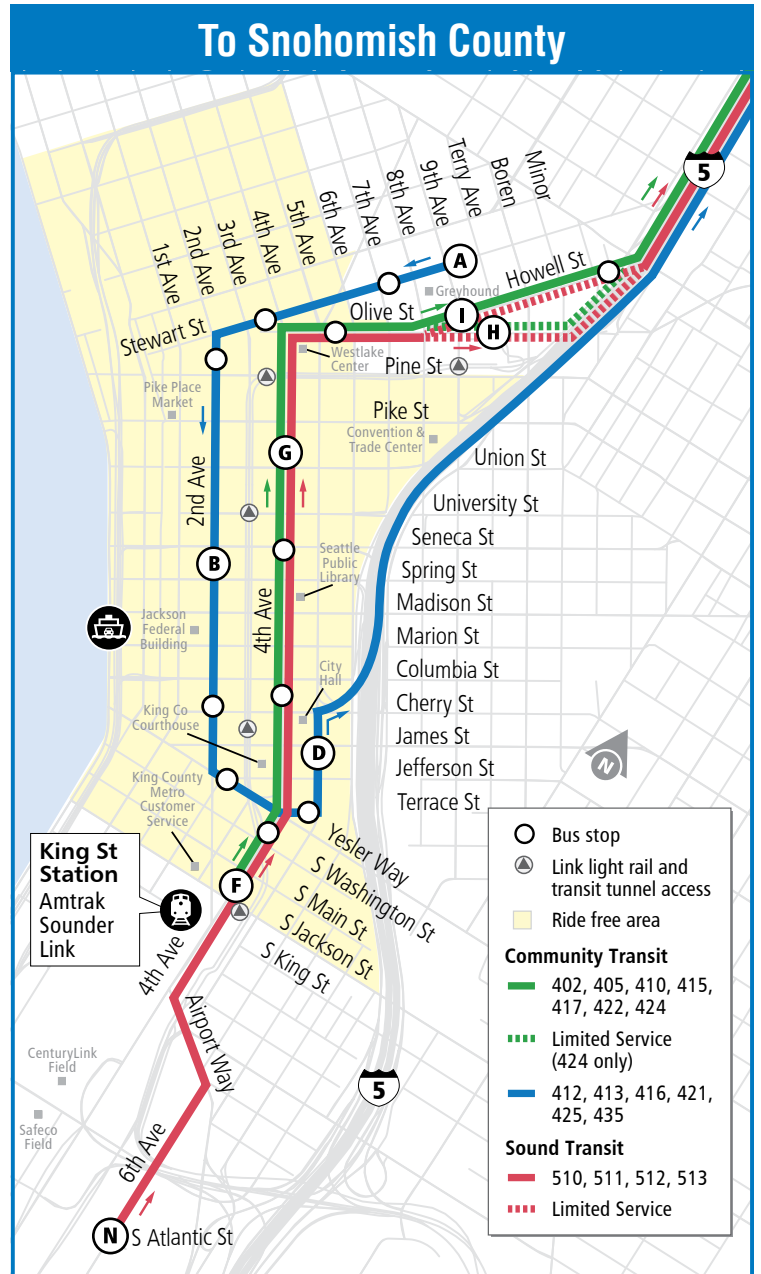 To Snohomish County
5
1st Ave
2nd Ave
3rd Ave
4th Ave
5th Ave
6th Ave
7th Ave
8th Ave
9th Ave
Terry Ave
Boren
Minor
A
Greyhound
Howell St
Stewart St
Olive St
I
H
Westlake
Center
Pine St
Pike Place
Market
Pike St
Convention &
Trade Center
G
2nd Ave
Union St
University St
Seneca St
Spring St
Madison St
Marion St
Columbia St
Cherry St
James St
Jefferson St
Terrace St
B
Seattle
Public
Library
4th Ave
Jackson
Federal
Building
City
Hall
King Co
Courthouse
D
King County
Metro
Customer
Service
N
Yesler Way
S Washington St
S Main St
S Jackson St
S King St
King St
Station
Amtrak
Sounder
Link
F
4th Ave
Airport Way
CenturyLink
Field
Safeco
Field
6th Ave
5
N
S Atlantic St
Bus stop
Link light rail and
transit tunnel access
Ride free area
Community Transit
402, 405, 410, 415,
417, 422, 424
Limited Service
(424 only)
412, 413, 416, 421,
425, 435
Sound Transit
510, 511, 512, 513
Limited Service